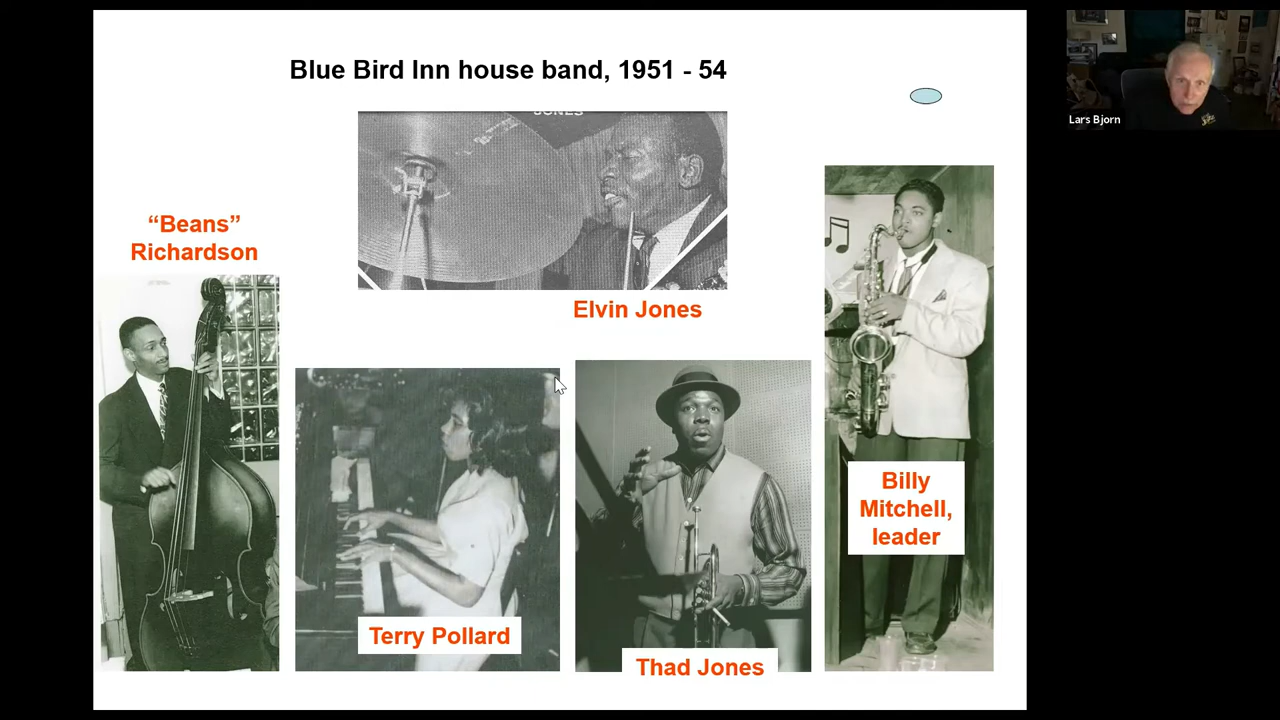 Blue Bird Inn house band, 1951 - 54
JONES
Lars Bjorn
“Beans”
Richardson
Elvin Jones
Billy
Mitchell,
leader
Terry Pollard
Thad Jones